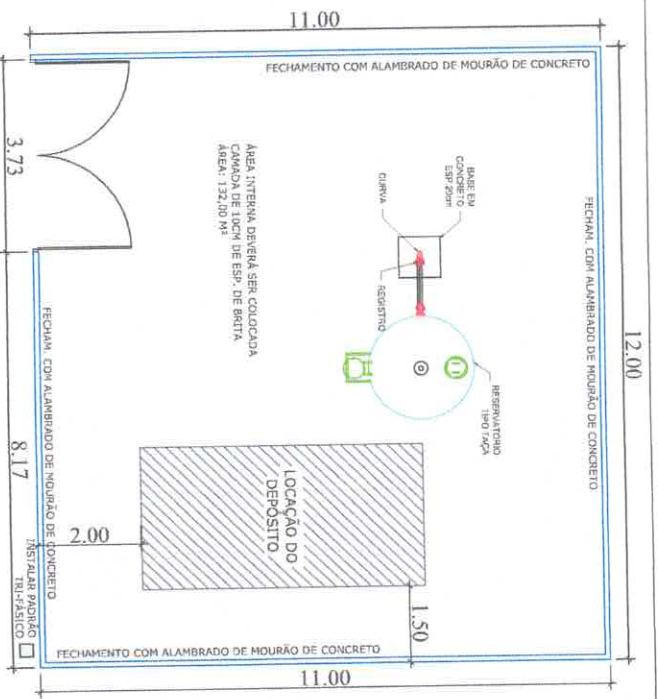 11.00
FECHAMENTO COM ALAMBRADO DE MOURÃO DE CONCRETO
FECHAM. COM ALAMBRADO DE MOURÃO DE CONCRETO
12.00
3.73
ÁREA INTERNA DEVERÁ SER COLOCADA
CAMADA DE 10CM DE ESP. DE BRITA
ÁREA: 132,00 M²
BASE EM
CONCRETO
ESP 20cm
CURVA
REGISTRO
RESERVATÓRIO
TIPO TAÇA
LOCAÇÃO DO
DEPÓSITO
FECHAM. COM ALAMBRADO DE MOURÃO DE CONCRETO
8.17
2.00
1.50
INSTALAR PADRÃO
TRI-FÁSICO
FECHAMENTO COM ALAMBRADO DE MOURÃO DE CONCRETO
11.00